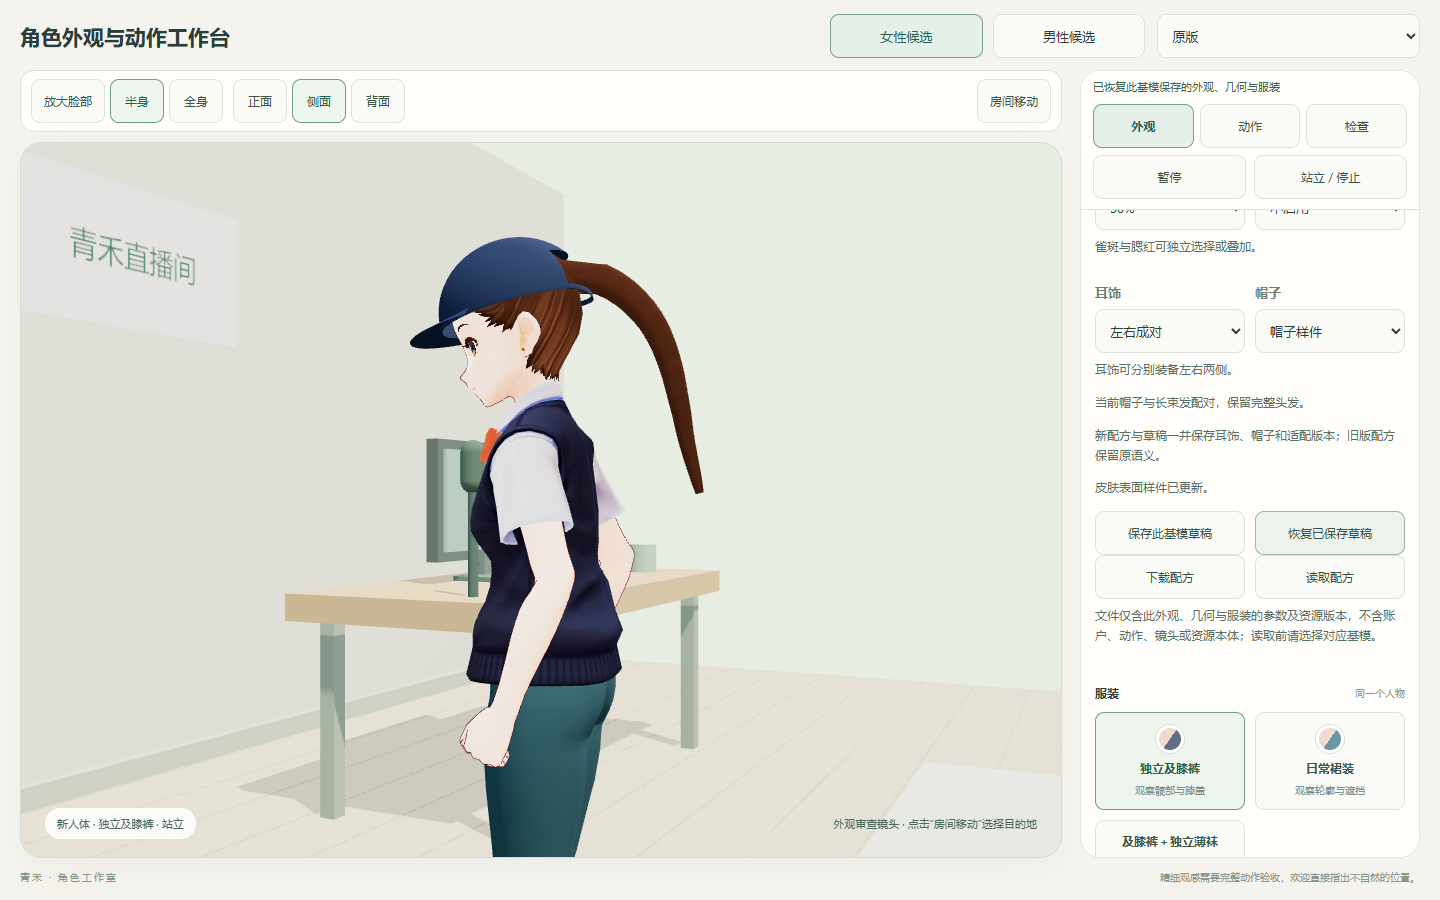 角色外观与动作工作台
女性候选
男性候选
原版
放大脸部
半身
全身
正面
侧面
背面
房间移动
青禾直播间
新人体 · 独立及膝裤 · 站立
外观审查镜头 · 点击“房间移动”选择目的地
已恢复此基模保存的外观、几何与服装
外观
动作
检查
暂停
站立 / 停止
雀斑与腮红可独立选择或叠加。
耳饰
帽子
左右成对
帽子样件
耳饰可分别装备左右两侧。
当前帽子与长束发配对，保留完整头发。
新配方与草稿一并保存耳饰、帽子和适配版本；旧版配方
保留原语义。
皮肤表面样件已更新。
保存此基模草稿
恢复已保存草稿
下载配方
读取配方
文件仅含此外观、几何与服装的参数及资源版本，不含账
户、动作、镜头或资源本体；读取前请选择对应基模。
服装
同一个人物
独立及膝裤
观察髋部与膝盖
日常裙装
观察轮廓与遮挡
及膝裤 + 独立薄袜
青禾 · 角色工作室
精细观感需要完整动作验收，欢迎直接指出不自然的位置。